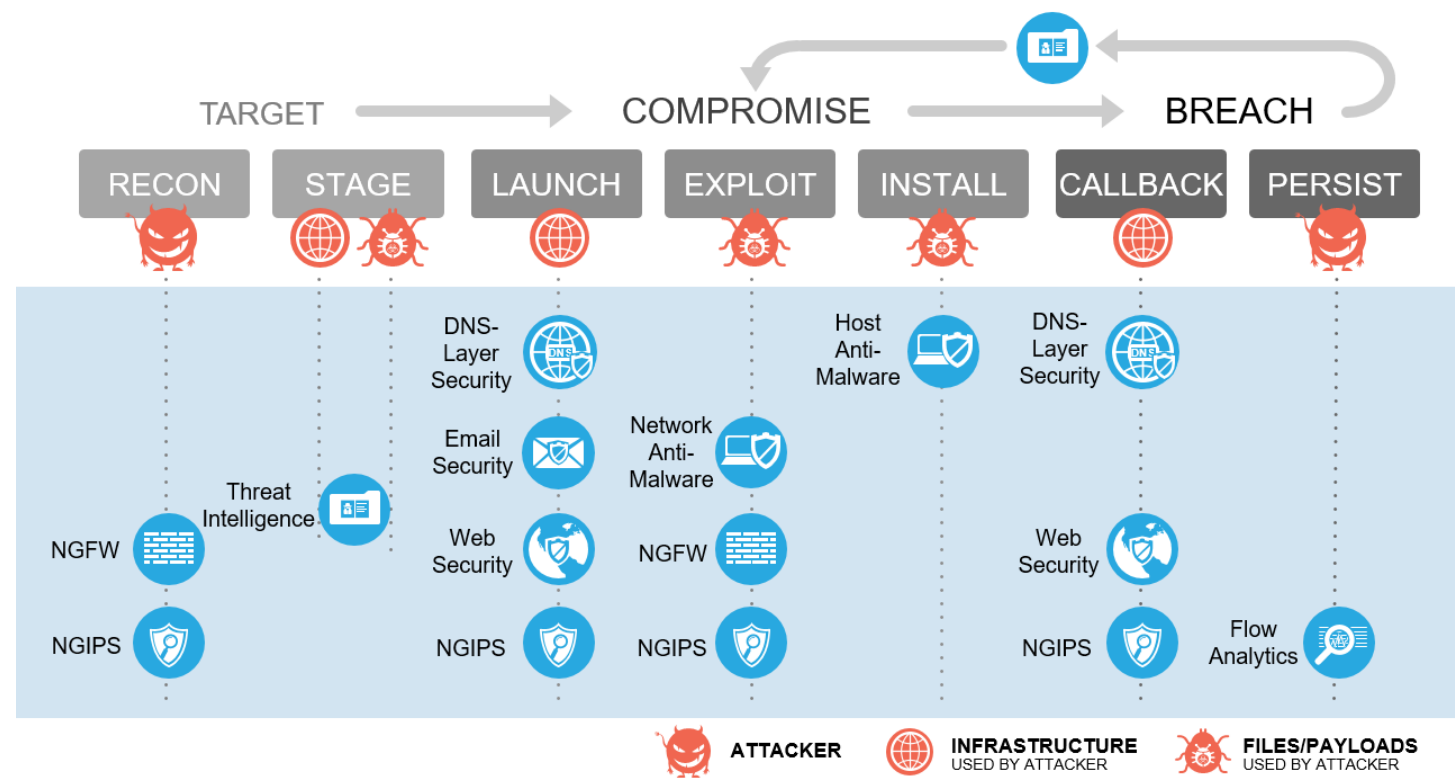 TARGET
COMPROMISE
BREACH
RECON
STAGE
LAUNCH
EXPLOIT
INSTALL
CALLBACK
PERSIST
NGFW
NGIPS
Threat
Intelligence
DNS-
Layer
Security
DNS
Email
Security
Web
Security
NGIPS
Network
Anti-
Malware
NGFW
NGIPS
Host
Anti-
Malware
DNS-
Layer
Security
DNS
Web
Security
NGIPS
Flow
Analytics
ATTACKER
INFRASTRUCTURE
USED BY ATTACKER
FILES/PAYLOADS
USED BY ATTACKER